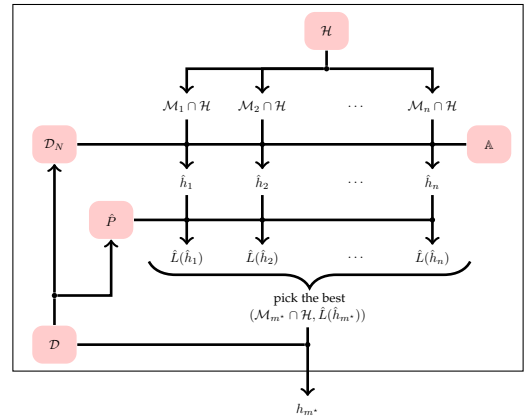 ℋ
ℳ₁ ∩ ℋ ℳ₂ ∩ ℋ ⋯ ℳₙ ∩ ℋ
𝒟_N 𝔸
ĥ₁ ĥ₂ ⋯ ĥₙ
P̂
L̂(ĥ₁) L̂(ĥ₂) ⋯ L̂(ĥₙ)
pick the best
(ℳ_{m⋆} ∩ ℋ, L̂(ĥ_{m⋆}))
𝒟
h_{m⋆}